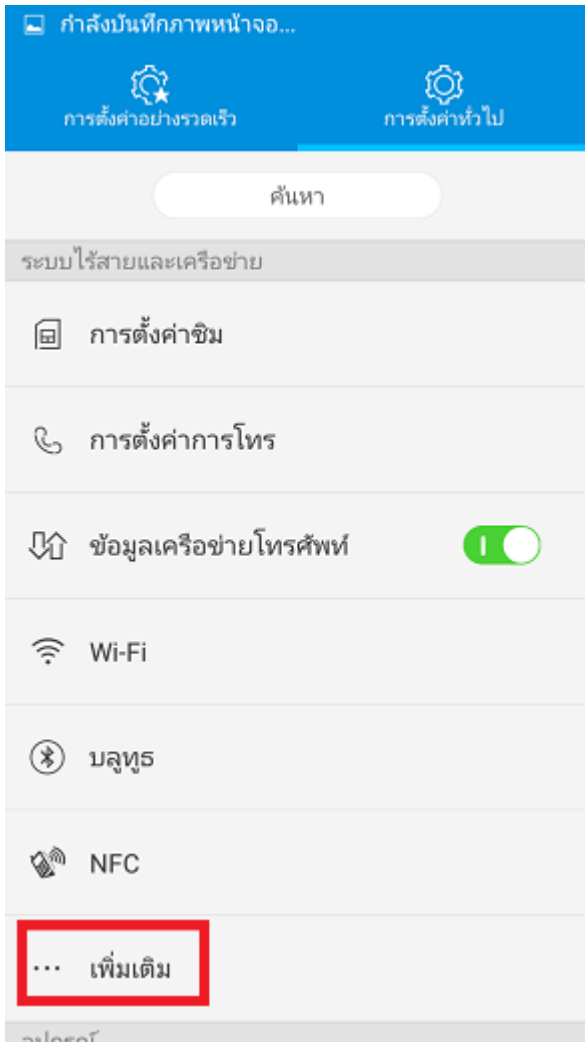 กำลังบันทึกภาพหน้าจอ...
การตั้งค่าอย่างรวดเร็ว
การตั้งค่าทั่วไป
ค้นหา
ระบบไร้สายและเครือข่าย
การตั้งค่าซิม
การตั้งค่าการโทร
ข้อมูลเครือข่ายโทรศัพท์
Wi-Fi
บลูทูธ
NFC
เพิ่มเติม